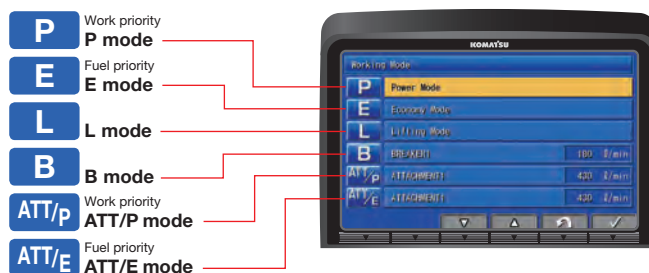 P
Work priority
P mode
E
Fuel priority
E mode
L
L mode
B
B mode
ATT/P
Work priority
ATT/P mode
ATT/E
Fuel priority
ATT/E mode
KOMATSU
Working Mode
P Power Mode
E Economy Mode
L Lifting Mode
B BREAKER1 100 ℓ/min
ATT/P ATTACHMENT1 430 ℓ/min
ATT/E ATTACHMENT1 430 ℓ/min